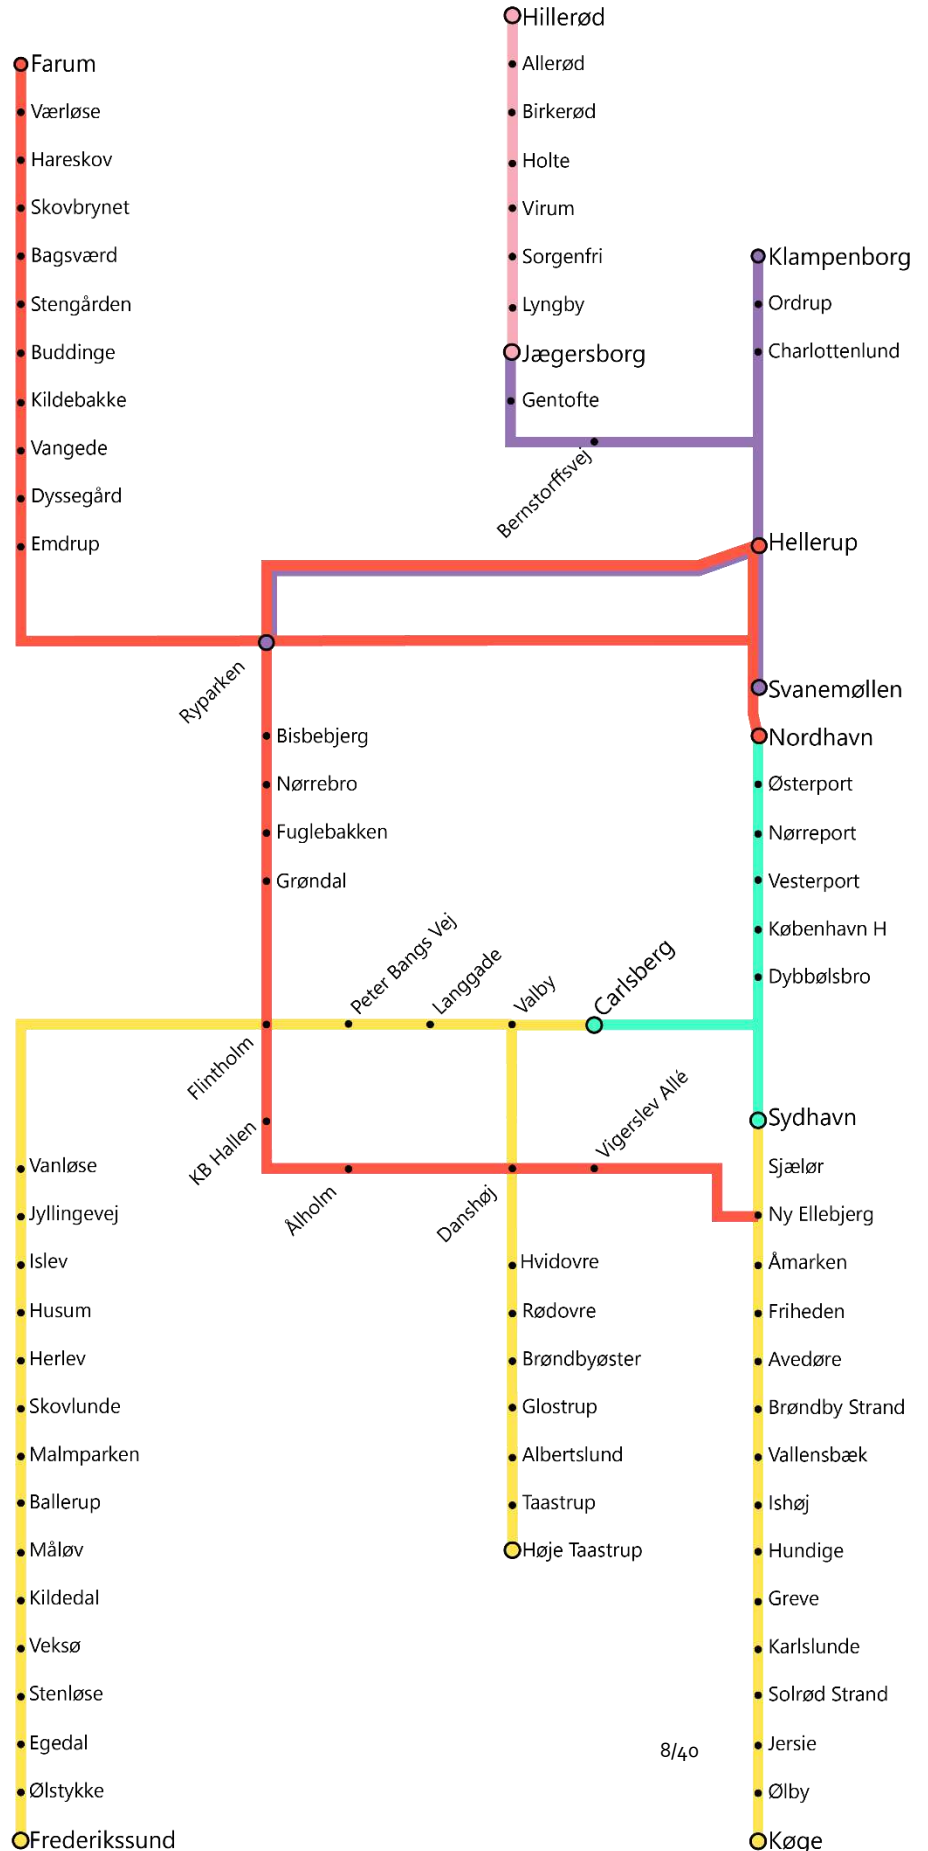 Hillerød
Allerød
Birkerød
Holte
Virum
Sorgenfri
Lyngby
Jægersborg
Gentofte
Bernstorffsvej
Farum
Værløse
Hareskov
Skovbrynet
Bagsværd
Stengården
Buddinge
Kildebakke
Vangede
Dyssegård
Emdrup
Klampenborg
Ordrup
Charlottenlund
Hellerup
Svanemøllen
Nordhavn
Østerport
Nørreport
Vesterport
København H
Dybbølsbro
Ryparken
Bisbebjerg
Nørrebro
Fuglebakken
Grøndal
Flintholm
Peter Bangs Vej
Langgade
Valby
Carlsberg
KB Hallen
Ålholm
Danshøj
Vigerslev Allé
Sydhavn
Sjælør
Ny Ellebjerg
Åmarken
Friheden
Avedøre
Brøndby Strand
Vallensbæk
Ishøj
Hundige
Greve
Karlslunde
Solrød Strand
Jersie
Ølby
Køge
Vanløse
Jyllingevej
Islev
Husum
Herlev
Skovlunde
Malmparken
Ballerup
Måløv
Kildedal
Veksø
Stenløse
Egedal
Ølstykke
Frederikssund
Hvidovre
Rødovre
Brøndbyøster
Glostrup
Albertslund
Taastrup
Høje Taastrup
8/40